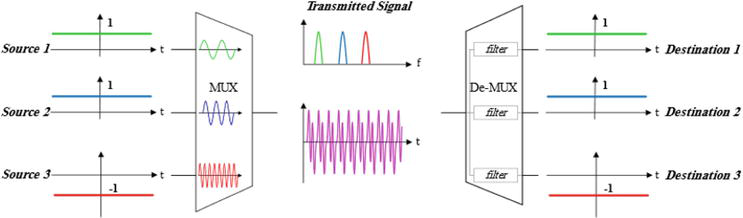 Transmitted Signal
1
Source 1
t
f
filter
1
t
Destination 1
1
Source 2
t
MUX
t
De-MUX
filter
1
t
Destination 2
Source 3
t
-1
filter
t
-1
Destination 3